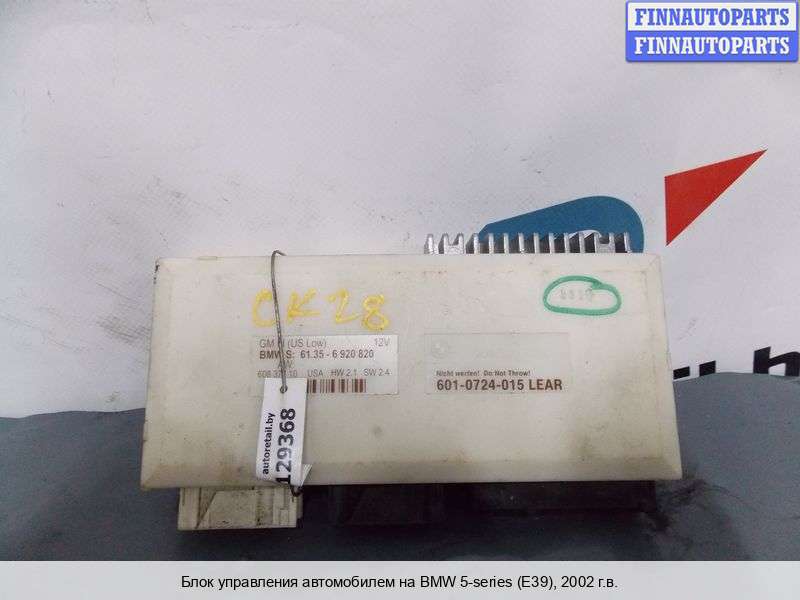 FINNAUTOPARTS
FINNAUTOPARTS
CK28
(US Low) 12V
BMW S: 61.35 - 6 920 820
USA HW 2.1 SW 2.4
Nicht werfen! Do Not Throw!
601-0724-015 LEAR
autoretail.by
129368
Блок управления автомобилем на BMW 5-series (E39), 2002 г.в.